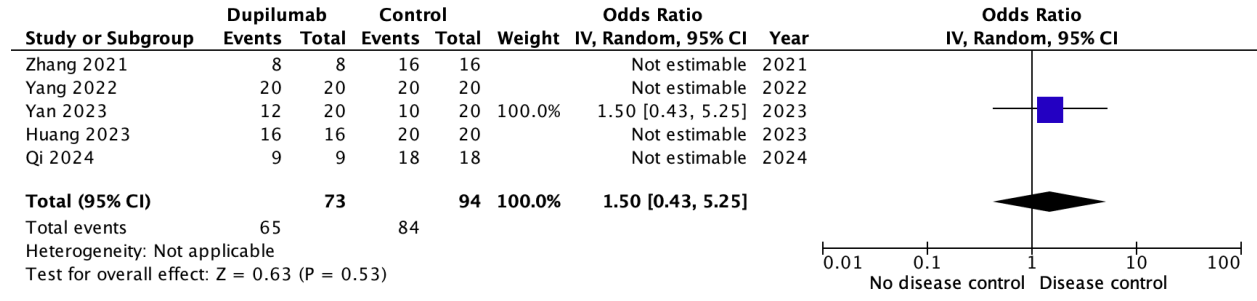 Dupilumab Control Odds Ratio Odds Ratio
Study or Subgroup Events Total Events Total Weight IV, Random, 95% CI Year IV, Random, 95% CI
Zhang 2021 8 8 16 16 Not estimable 2021
Yang 2022 20 20 20 20 Not estimable 2022
Yan 2023 12 20 10 20 100.0% 1.50 [0.43, 5.25] 2023
Huang 2023 16 16 20 20 Not estimable 2023
Qi 2024 9 9 18 18 Not estimable 2024
Total (95% CI) 73 94 100.0% 1.50 [0.43, 5.25]
Total events 65 84
Heterogeneity: Not applicable
Test for overall effect: Z = 0.63 (P = 0.53)
0.01 0.1 1 10 100
No disease control Disease control